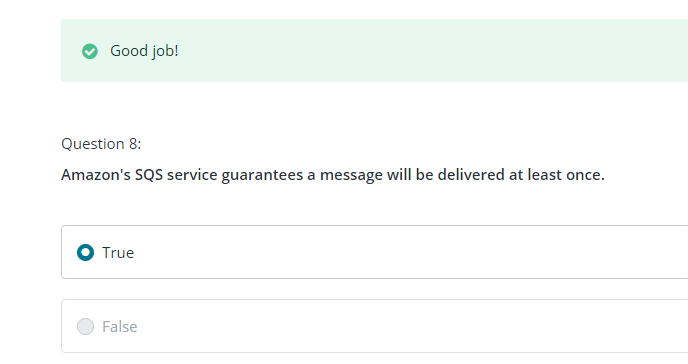 Good job!
Question 8:
Amazon's SQS service guarantees a message will be delivered at least once.
True
False